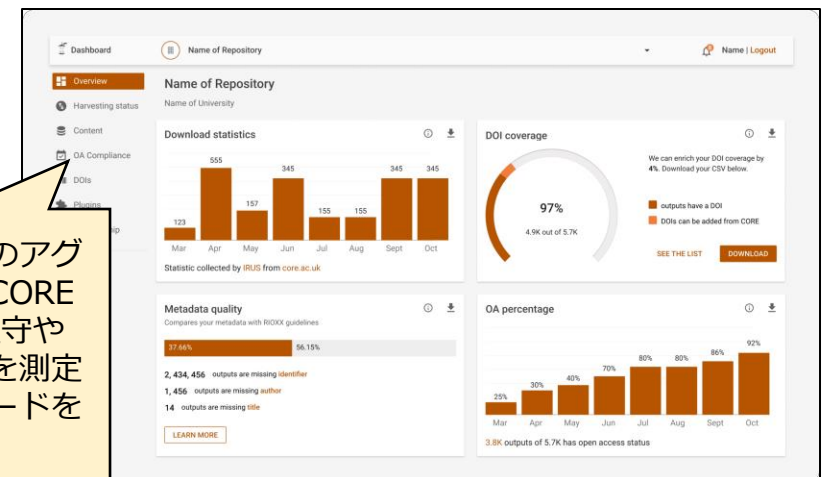 Dashboard
Name of Repository
Name | Logout
Overview
Harvesting status
Content
OA Compliance
DOIs
Plugins
Name of Repository
Name of University
Download statistics
555
345
345
345
157
155
155
123
Mar Apr May Jun Jul Aug Sept Oct
Statistic collected by IRUS from core.ac.uk
DOI coverage
We can enrich your DOI coverage by
4%. Download your CSV below.
97%
4.9K out of 5.7K
outputs have a DOI
DOIs can be added from CORE
SEE THE LIST
DOWNLOAD
のアグ
CORE
守や
を測定
ードを
Metadata quality
Compares your metadata with RIOXX guidelines
37.66%
56.15%
2, 434, 456 outputs are missing identifier
1, 456 outputs are missing author
14 outputs are missing title
LEARN MORE
OA percentage
92%
86%
80%
80%
70%
40%
30%
25%
Mar Apr May Jun Jul Aug Sept Oct
3.8K outputs of 5.7K has open access status